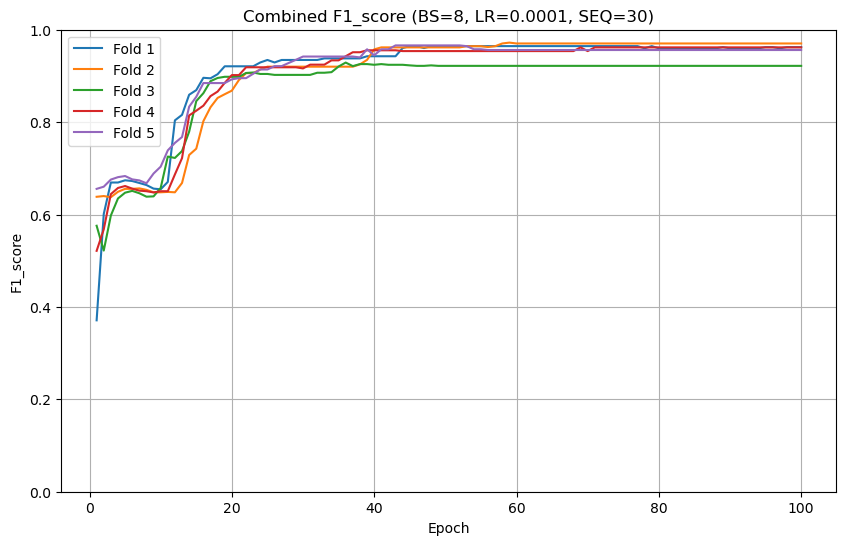 Combined F1_score (BS=8, LR=0.0001, SEQ=30)
Fold 1
Fold 2
Fold 3
Fold 4
Fold 5
F1_score
1.0
0.8
0.6
0.4
0.2
0.0
0 20 40 60 80 100
Epoch